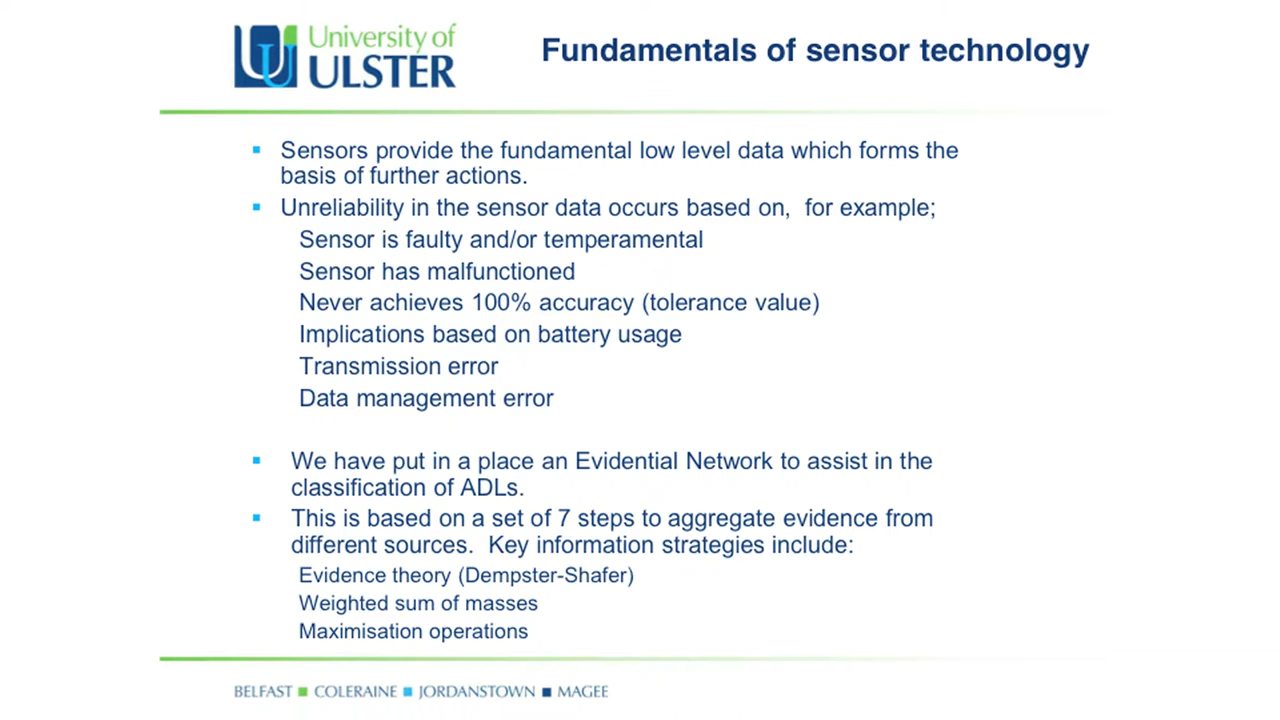 University of
ULSTER
Fundamentals of sensor technology
Sensors provide the fundamental low level data which forms the
basis of further actions.
Unreliability in the sensor data occurs based on,  for example;
Sensor is faulty and/or temperamental
Sensor has malfunctioned
Never achieves 100% accuracy (tolerance value)
Implications based on battery usage
Transmission error
Data management error
We have put in a place an Evidential Network to assist in the
classification of ADLs.
This is based on a set of 7 steps to aggregate evidence from
different sources.  Key information strategies include:
Evidence theory (Dempster-Shafer)
Weighted sum of masses
Maximisation operations
BELFAST COLERAINE JORDANSTOWN MAGEE